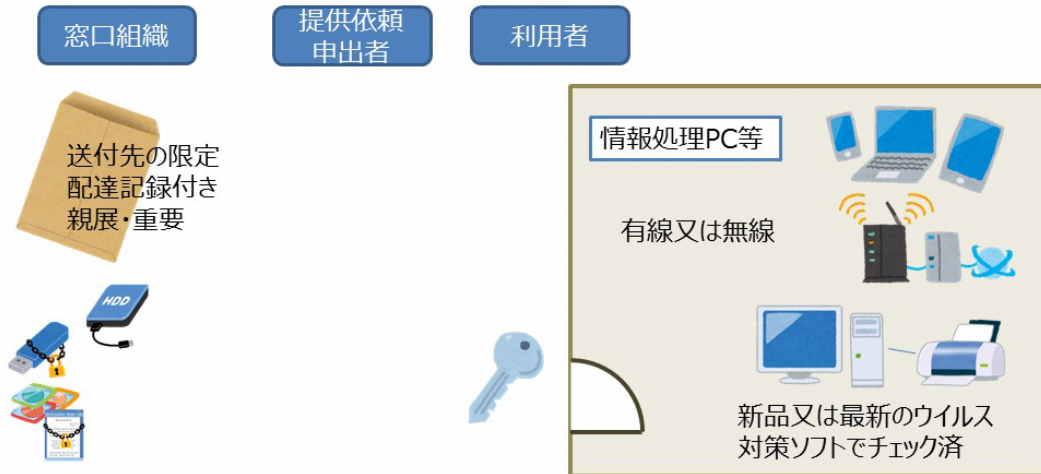 窓口組織
提供依頼
申出者
利用者
送付先の限定
配達記録付き
親展・重要
情報処理PC等
有線又は無線
HDD
新品又は最新のウイルス
対策ソフトでチェック済